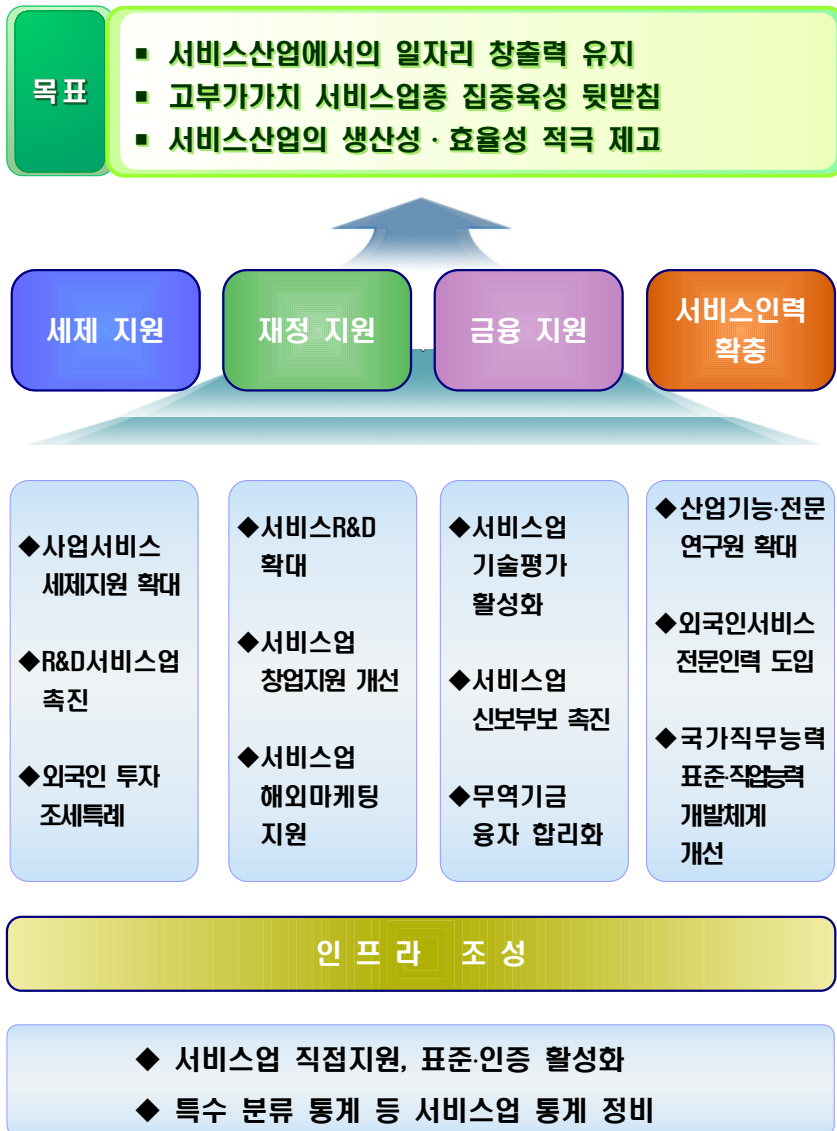 목표
▪ 서비스산업에서의 일자리 창출력 유지
▪ 고부가가치 서비스업종 집중육성 뒷받침
▪ 서비스산업의 생산성 · 효율성 적극 제고
세제 지원
재정 지원
금융 지원
서비스인력
확충
◆사업서비스
세제지원 확대
◆R&D서비스업
촉진
◆외국인 투자
조세특례
◆서비스R&D
확대
◆서비스업
창업지원 개선
◆서비스업
해외마케팅
지원
◆서비스업
기술평가
활성화
◆서비스업
신보부보 촉진
◆무역기금
융자 합리화
◆산업기능·전문
연구원 확대
◆외국인서비스
전문인력 도입
◆국가직무능력
표준·직업능력
개발체계
개선
인 프 라 조 성
◆ 서비스업 직접지원, 표준·인증 활성화
◆ 특수 분류 통계 등 서비스업 통계 정비